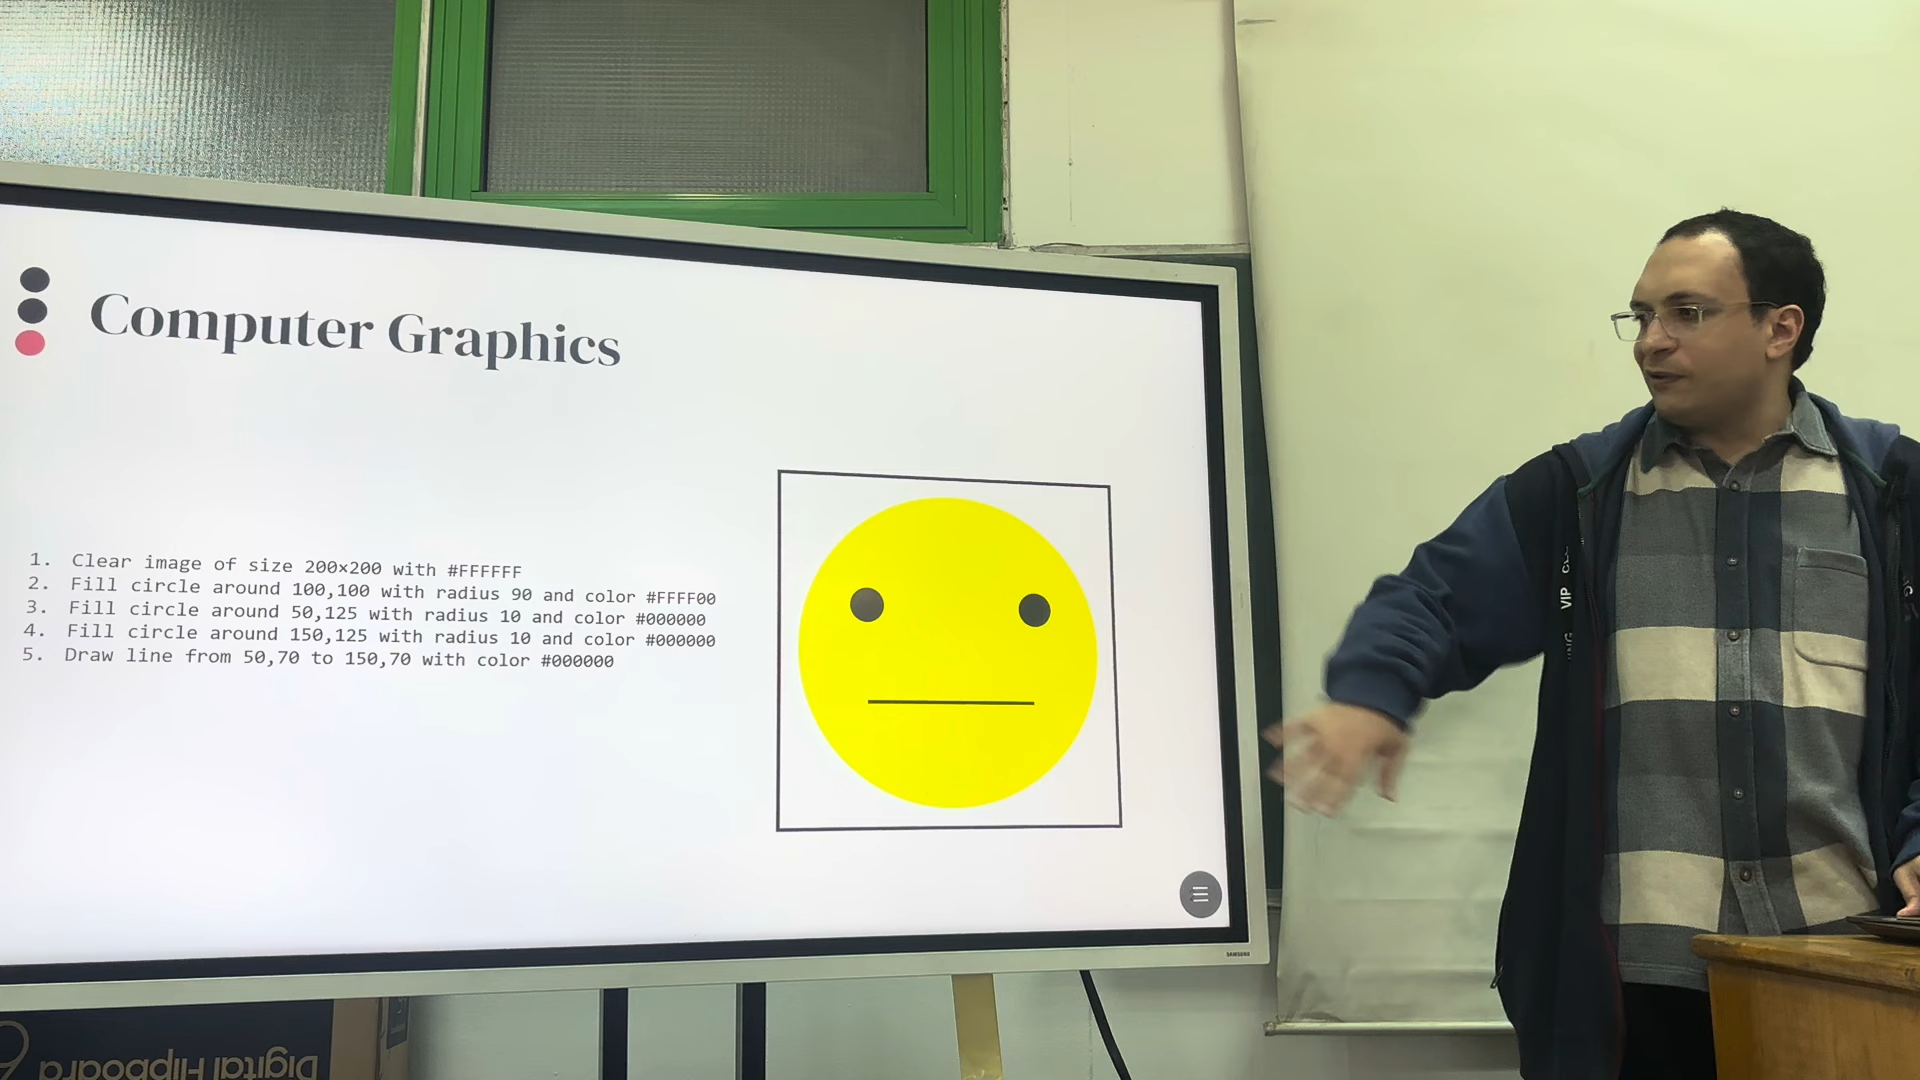 Computer Graphics
1. Clear image of size 200×200 with #FFFFFF
2. Fill circle around 100,100 with radius 90 and color #FFFF00
3. Fill circle around 50,125 with radius 10 and color #000000
4. Fill circle around 150,125 with radius 10 and color #000000
5. Draw line from 50,70 to 150,70 with color #000000
SAMSUNG
VIP
Digital Flipboard